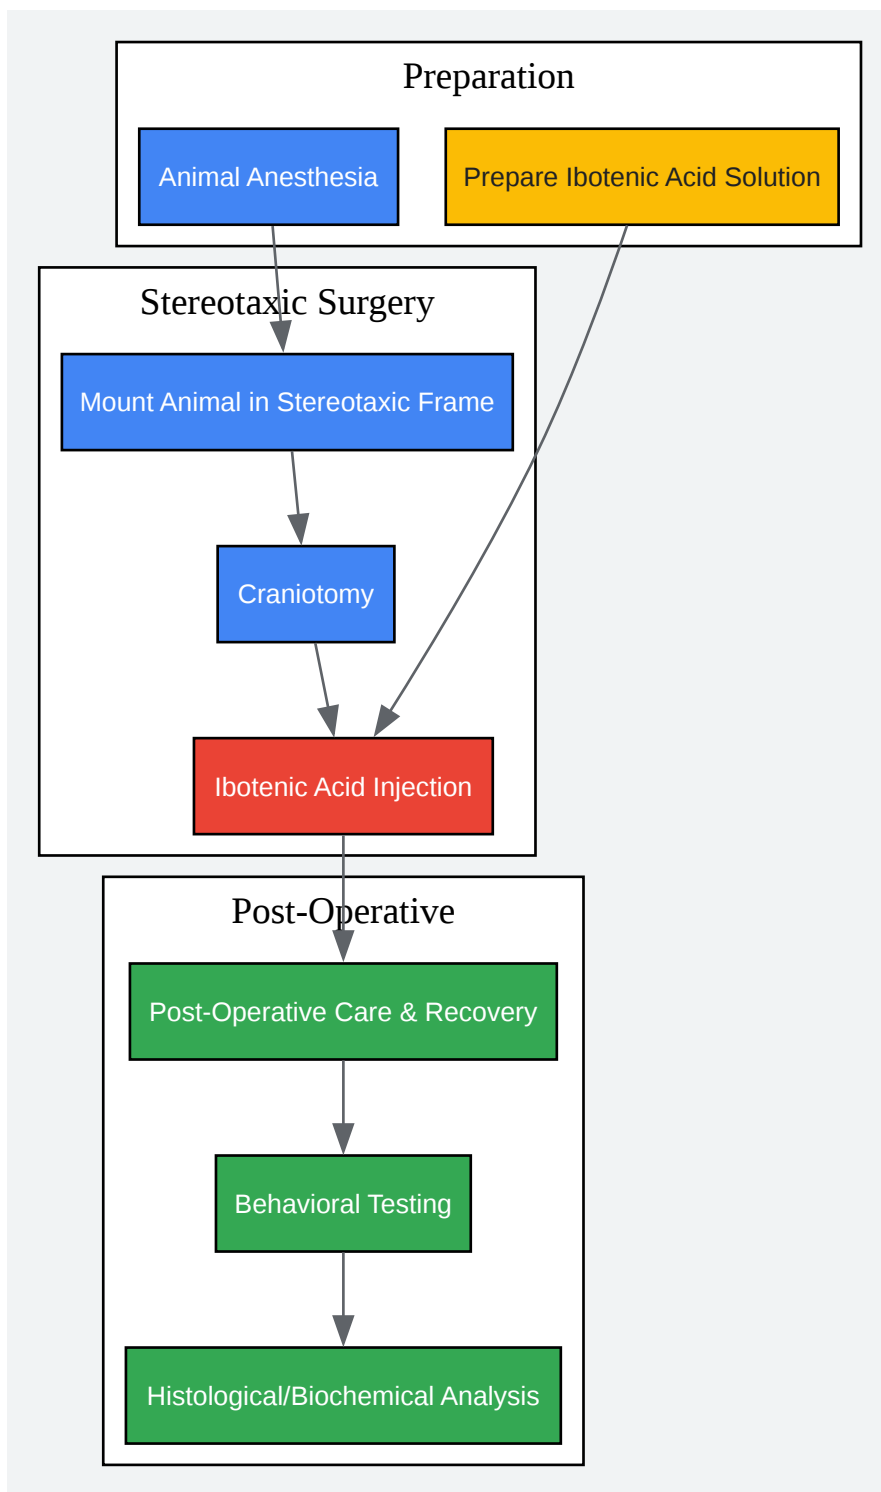 Preparation
Animal Anesthesia
Prepare Ibotenic Acid Solution
Stereotaxic Surgery
Mount Animal in Stereotaxic Frame
Craniotomy
Ibotenic Acid Injection
Post-Operative
Post-Operative Care & Recovery
Behavioral Testing
Histological/Biochemical Analysis